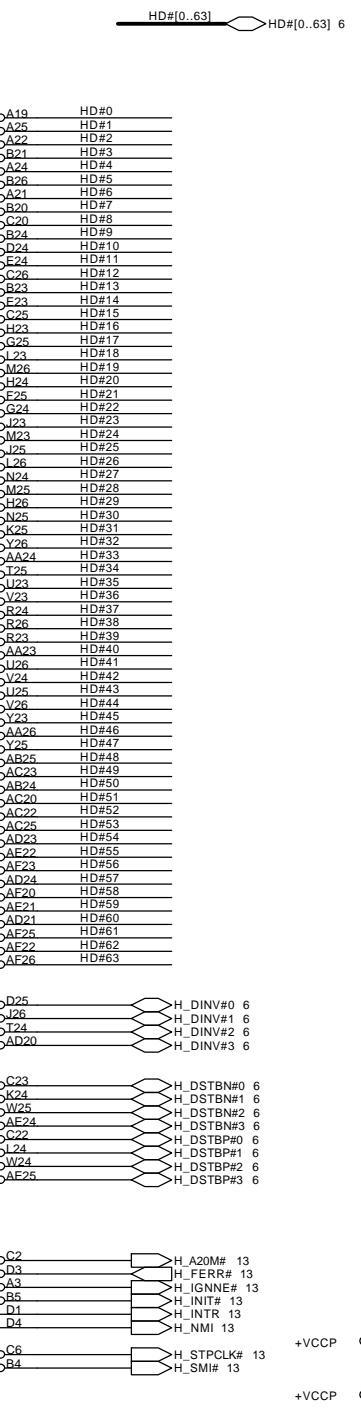 HD#[0..63] HD#[0..63] 6
A19 HD#0
A25 HD#1
A22 HD#2
B21 HD#3
A24 HD#4
B26 HD#5
A21 HD#6
B20 HD#7
C20 HD#8
B24 HD#9
D24 HD#10
E24 HD#11
C26 HD#12
B23 HD#13
E23 HD#14
C25 HD#15
H23 HD#16
G25 HD#17
L23 HD#18
M26 HD#19
H24 HD#20
F25 HD#21
G24 HD#22
J23 HD#23
M23 HD#24
J25 HD#25
L26 HD#26
N24 HD#27
M25 HD#28
H26 HD#29
N25 HD#30
K25 HD#31
Y26 HD#32
AA24 HD#33
T25 HD#34
U23 HD#35
V23 HD#36
R24 HD#37
R26 HD#38
R23 HD#39
AA23 HD#40
U26 HD#41
V24 HD#42
U25 HD#43
V26 HD#44
Y23 HD#45
AA26 HD#46
Y25 HD#47
AB25 HD#48
AC23 HD#49
AB24 HD#50
AC20 HD#51
AC22 HD#52
AC25 HD#53
AD23 HD#54
AE22 HD#55
AF23 HD#56
AD24 HD#57
AF20 HD#58
AE21 HD#59
AD21 HD#60
AF25 HD#61
AF22 HD#62
AF26 HD#63
D25 H_DINV#0 6
J26 H_DINV#1 6
T24 H_DINV#2 6
AD20 H_DINV#3 6
C23 H_DSTBN#0 6
K24 H_DSTBN#1 6
W25 H_DSTBN#2 6
AE24 H_DSTBN#3 6
C22 H_DSTBP#0 6
L24 H_DSTBP#1 6
W24 H_DSTBP#2 6
AE25 H_DSTBP#3 6
C2 H_A20M# 13
D3 H_FERR# 13
A3 H_IGNNE# 13
B5 H_INIT# 13
D1 H_INTR 13
D4 H_NMI 13
+VCCP
C6 H_STPCLK# 13
B4 H_SMI# 13
+VCCP